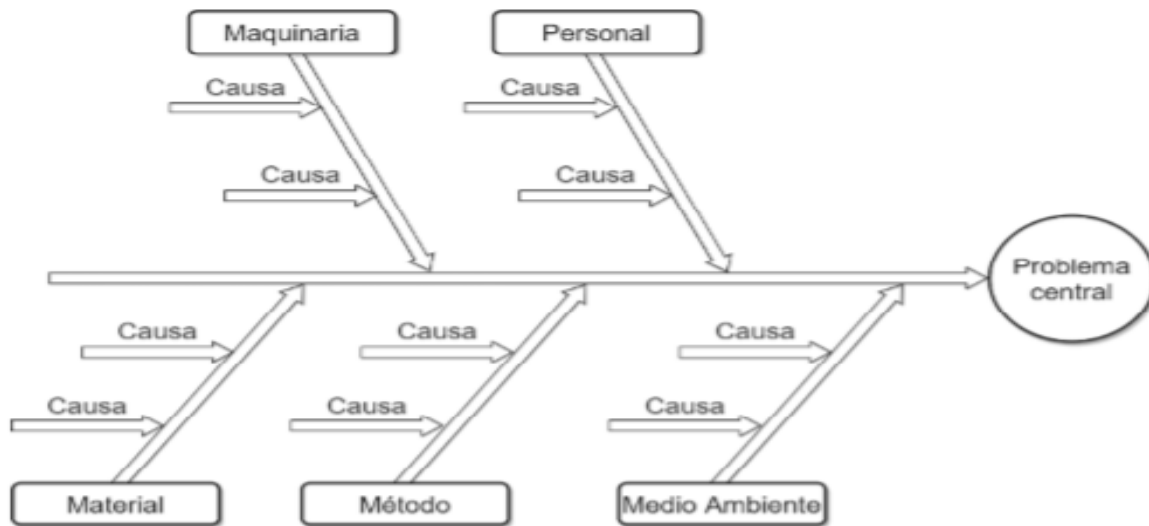 Maquinaria
Personal
Causa
Causa
Causa
Causa
Problema
central
Causa
Causa
Causa
Causa
Causa
Causa
Material
Método
Medio Ambiente